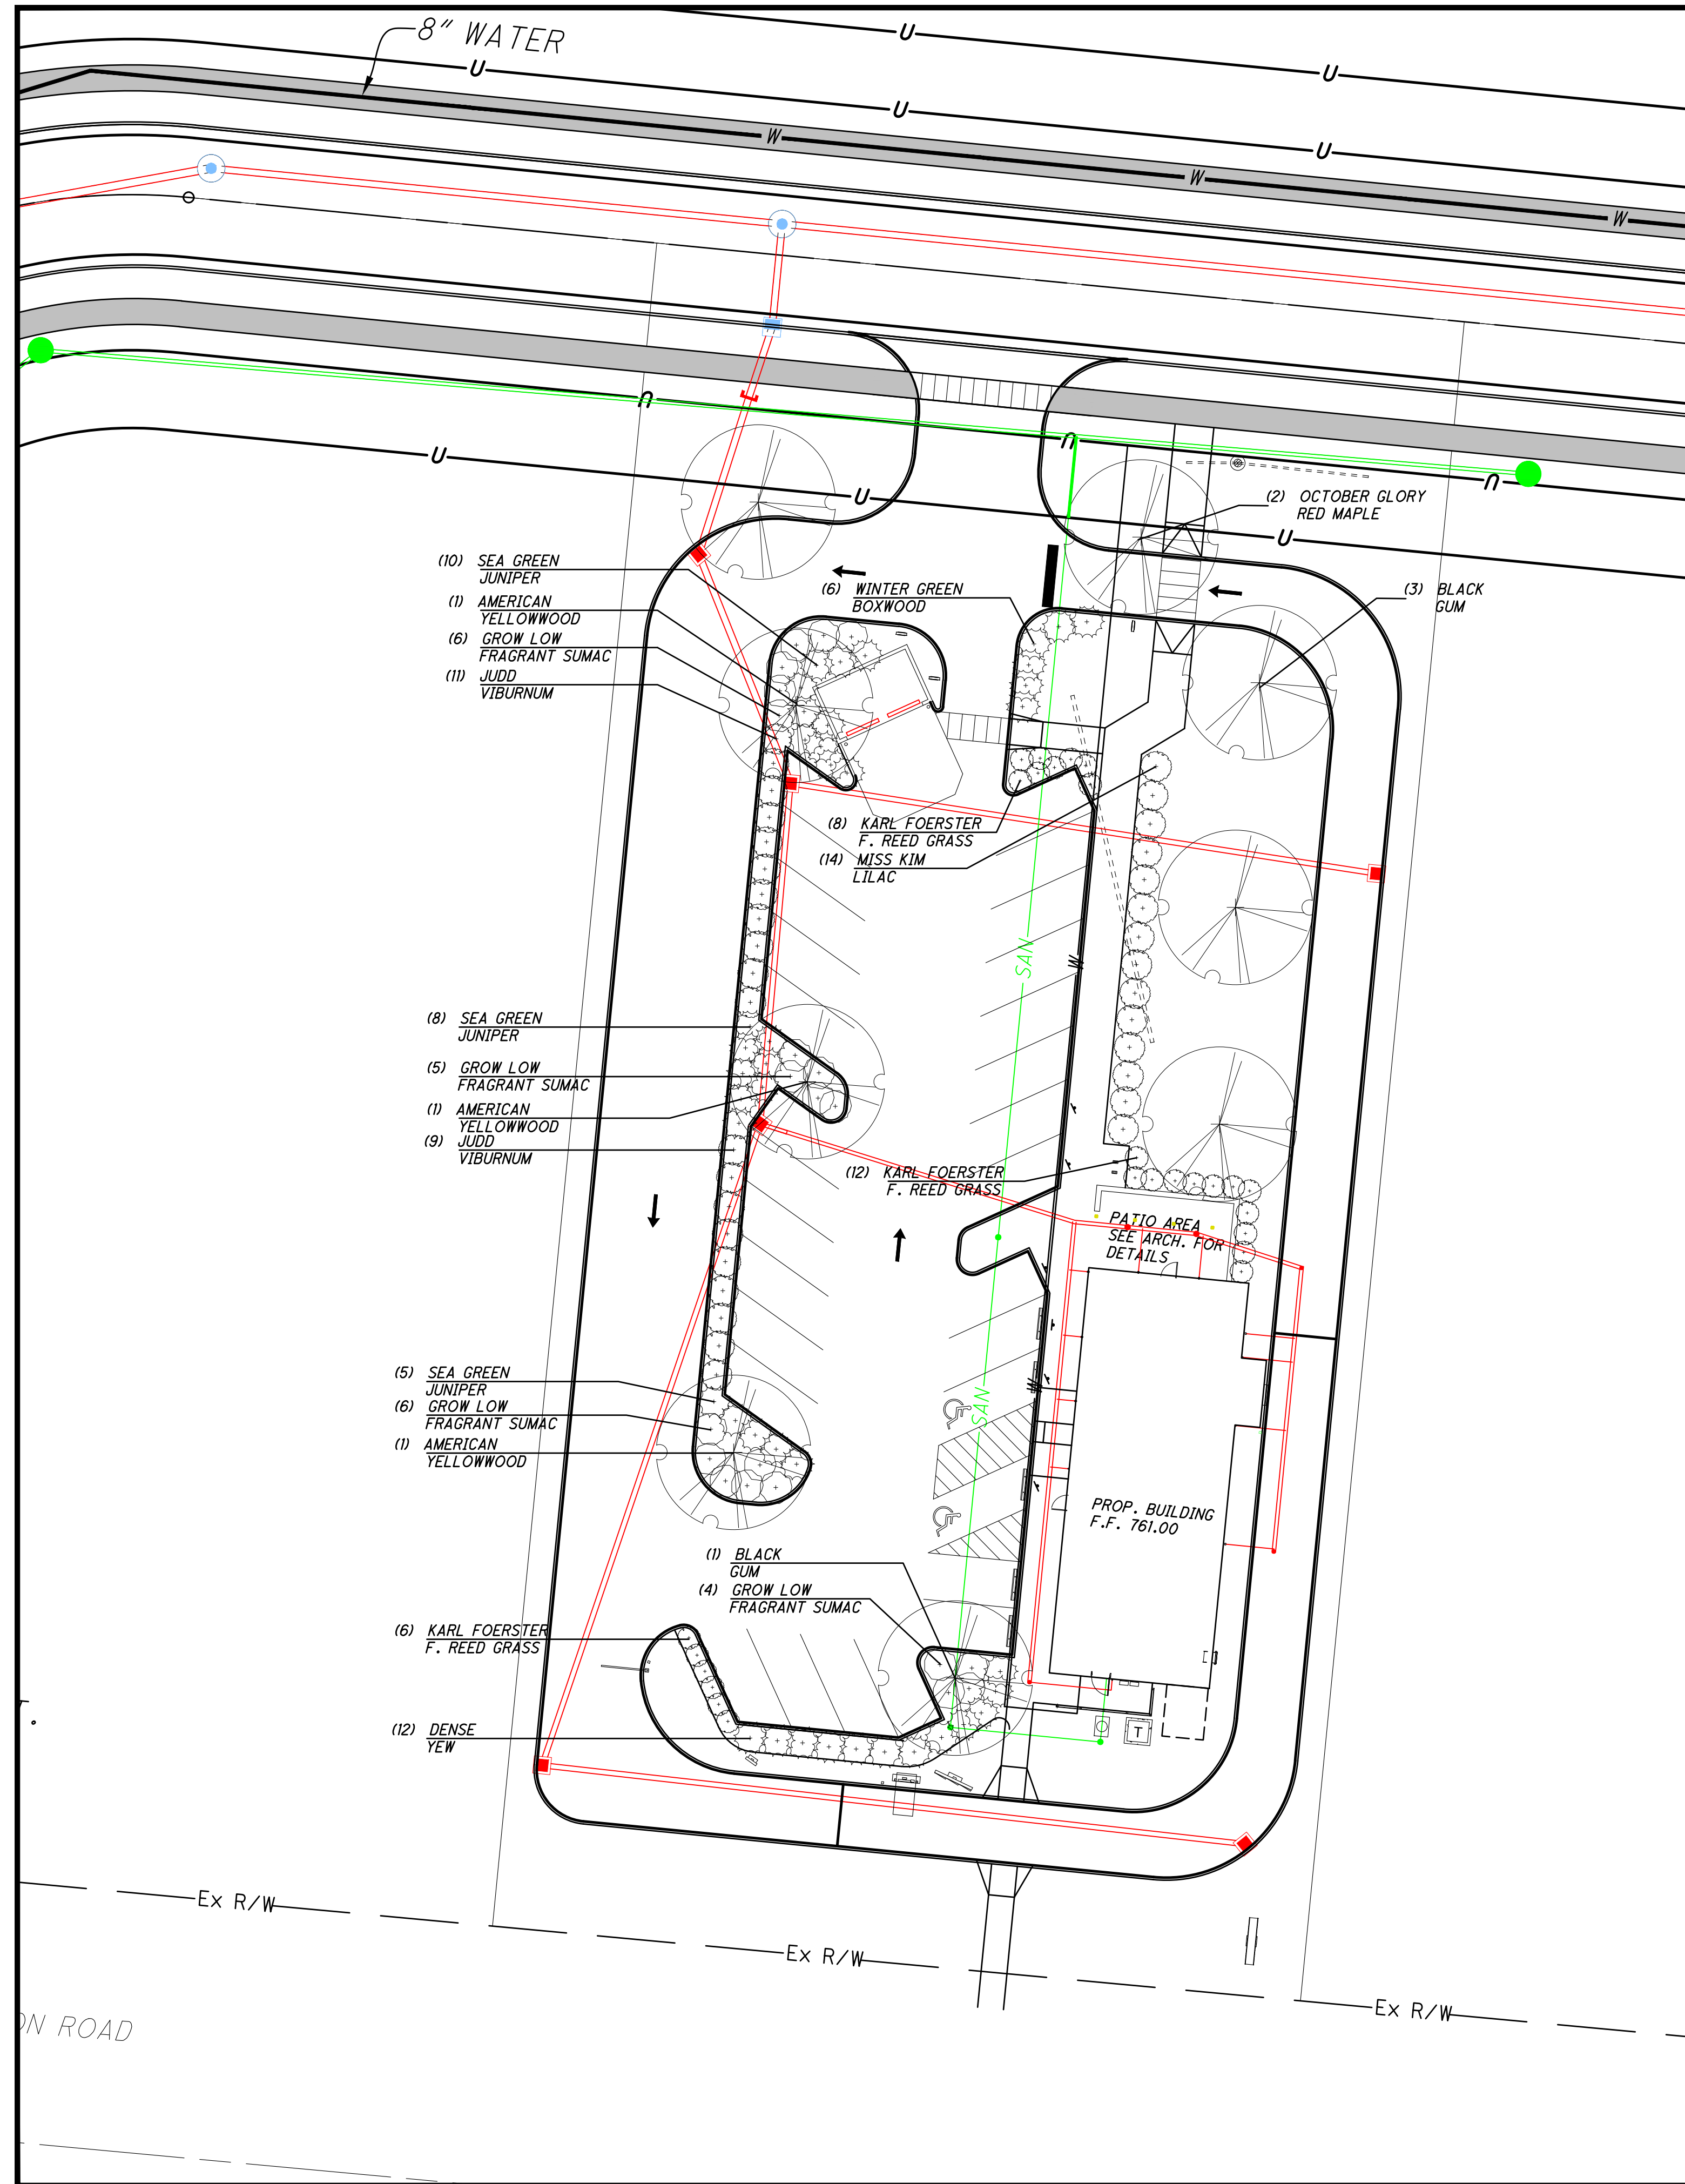 8" WATER
U
U
U
U
U
U
W
W
W
U
U
U
U
U
U
(2) OCTOBER GLORY
RED MAPLE
(10) SEA GREEN
JUNIPER
(1) AMERICAN
YELLOWWOOD
(6) GROW LOW
FRAGRANT SUMAC
(11) JUDD
VIBURNUM
(6) WINTER GREEN
BOXWOOD
(3) BLACK
GUM
(8) KARL FOERSTER
F. REED GRASS
(14) MISS KIM
LILAC
SAN
W
(8) SEA GREEN
JUNIPER
(5) GROW LOW
FRAGRANT SUMAC
(1) AMERICAN
YELLOWWOOD
(9) JUDD
VIBURNUM
(12) KARL FOERSTER
F. REED GRASS
PATIO AREA
SEE ARCH. FOR
DETAILS
(5) SEA GREEN
JUNIPER
(6) GROW LOW
FRAGRANT SUMAC
(1) AMERICAN
YELLOWWOOD
SAN
W
PROP. BUILDING
F.F. 761.00
(1) BLACK
GUM
(4) GROW LOW
FRAGRANT SUMAC
(6) KARL FOERSTER
F. REED GRASS
(12) DENSE
YEW
T
Ex R/W
Ex R/W
Ex R/W
ON ROAD